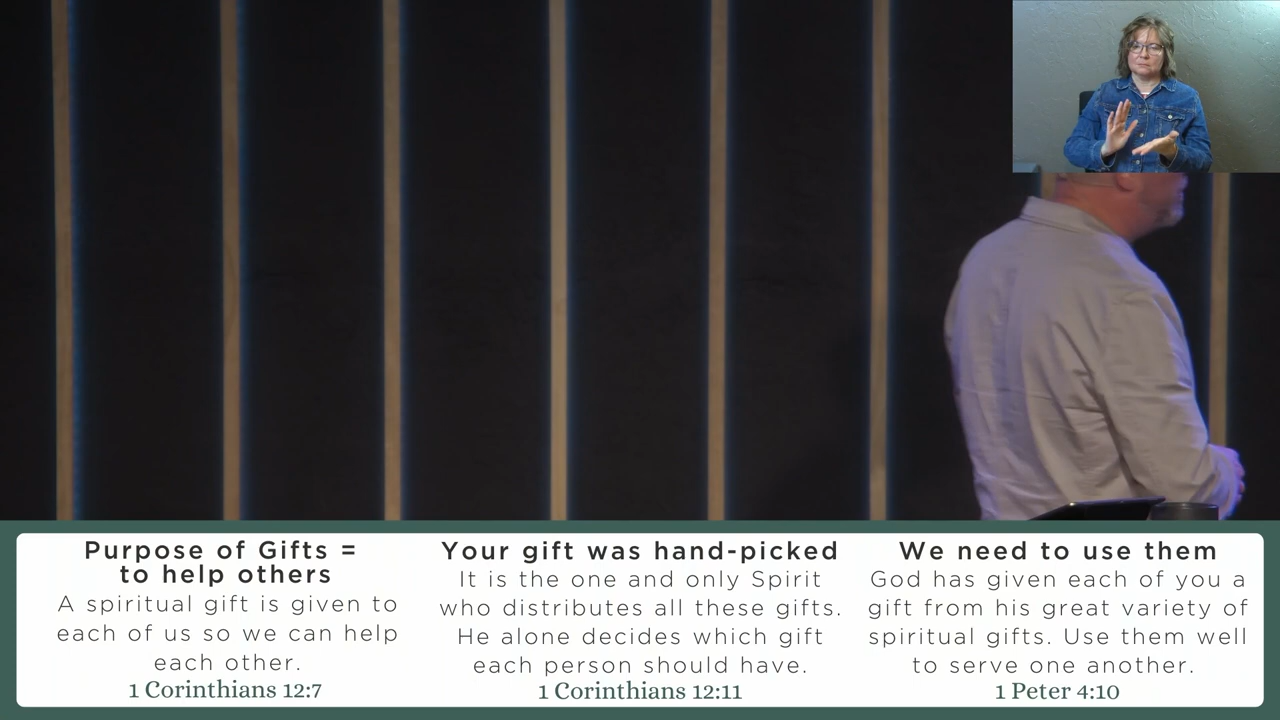 Purpose of Gifts =
to help others
A spiritual gift is given to
each of us so we can help
each other.
1 Corinthians 12:7
Your gift was hand-picked
It is the one and only Spirit
who distributes all these gifts.
He alone decides which gift
each person should have.
1 Corinthians 12:11
We need to use them
God has given each of you a
gift from his great variety of
spiritual gifts. Use them well
to serve one another.
1 Peter 4:10